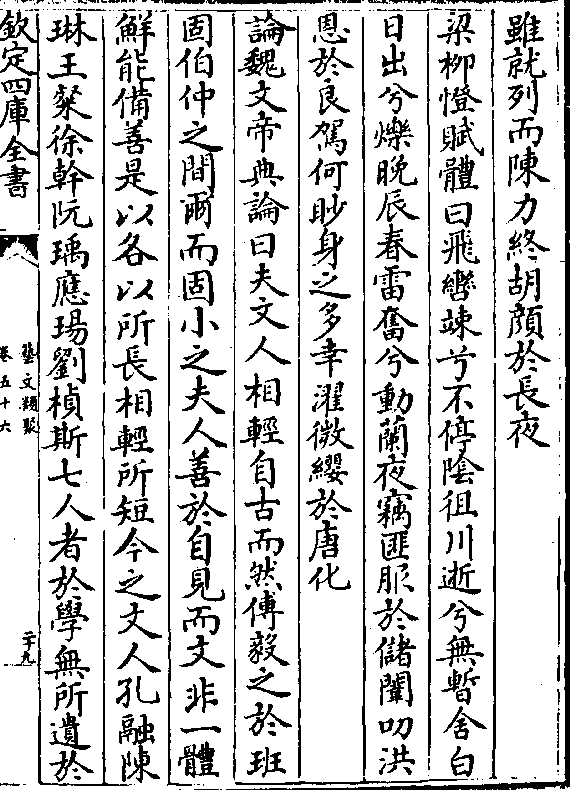 雖就列而陳力終胡顔於長夜
梁柳憕賦體曰飛轡竦兮不停陰徂川逝兮無暫舍白
日出兮爍晩辰春雷奮兮動蘭夜竊匪服於儲闈叨洪
恩於良駕何眇身之多幸濯微纓於唐化
論魏文帝典論曰夫文人相輕自古而然傅毅之於班
固伯仲之間爾而固小之夫人善於自見而文非一體
鮮能備善是以各以所長相輕所短今之文人孔融陳
琳王粲徐幹阮瑀應瑒劉楨斯七人者於學無所遺於
欽定四庫全書
藝文類聚
卷五十六
二十九